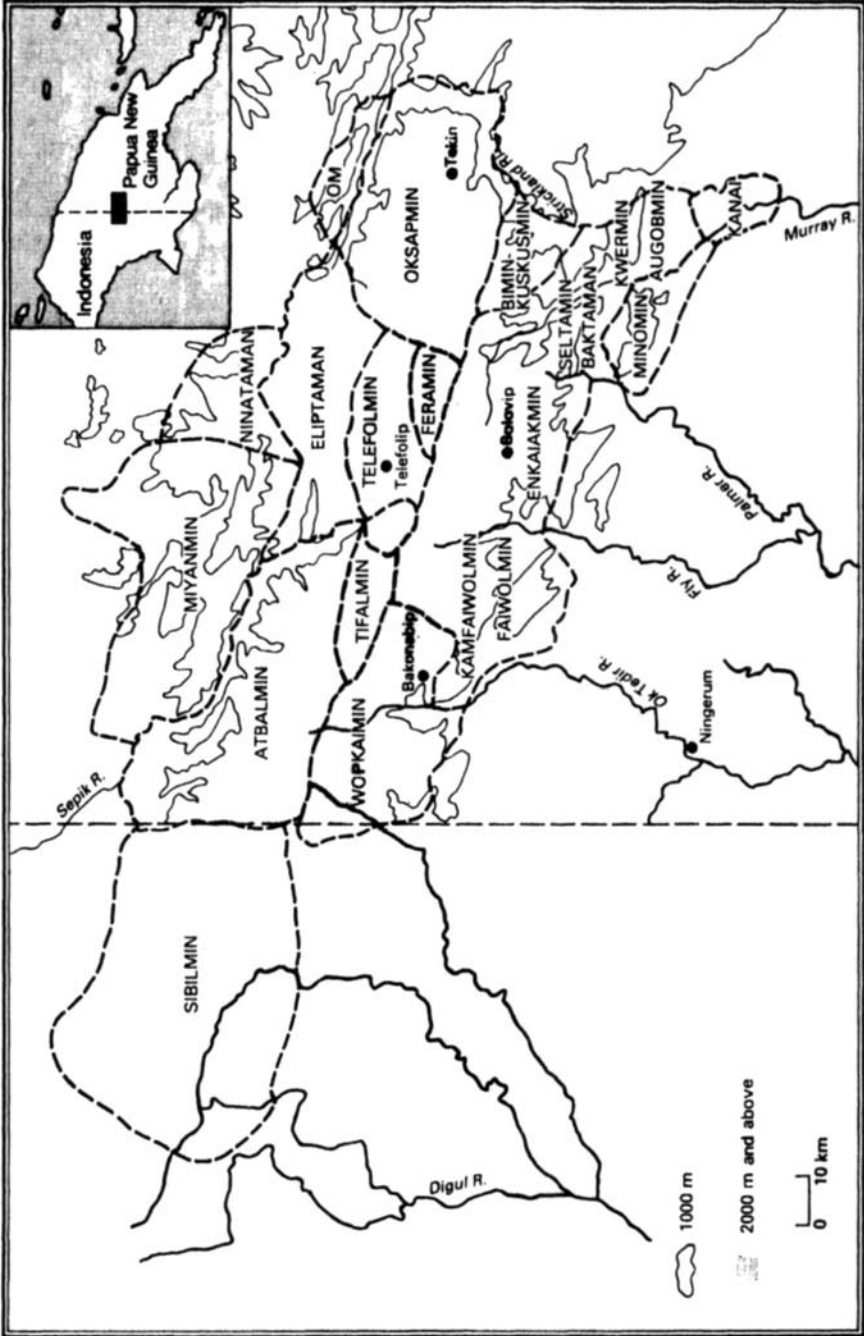 Indonesia
Papua New
Guinea
Sepik R.
MIYANMIN
NINATAMAN
OM
SIBILMIN
ATBALMIN
ELIPTAMAN
TELEFOLMIN
Telefolip
TIFALMIN
FERAMIN
OKSAPMIN
Tekin
WOPKAIMIN
Bakonabip
KAMFAIWOLMIN
FAIWOLMIN
Bolovip
ENKAIAKMIN
BIMIN-
KUSKUSMIN
Strickland R.
SELTAMIN
BAKTAMAN
KWERMIN
AUGOBMIN
MINOMIN
KANAI
Murray R.
Palmer R.
Fly R.
Ok Tedir R.
Ningerum
Digul R.
1000 m
2000 m and above
0 10 km